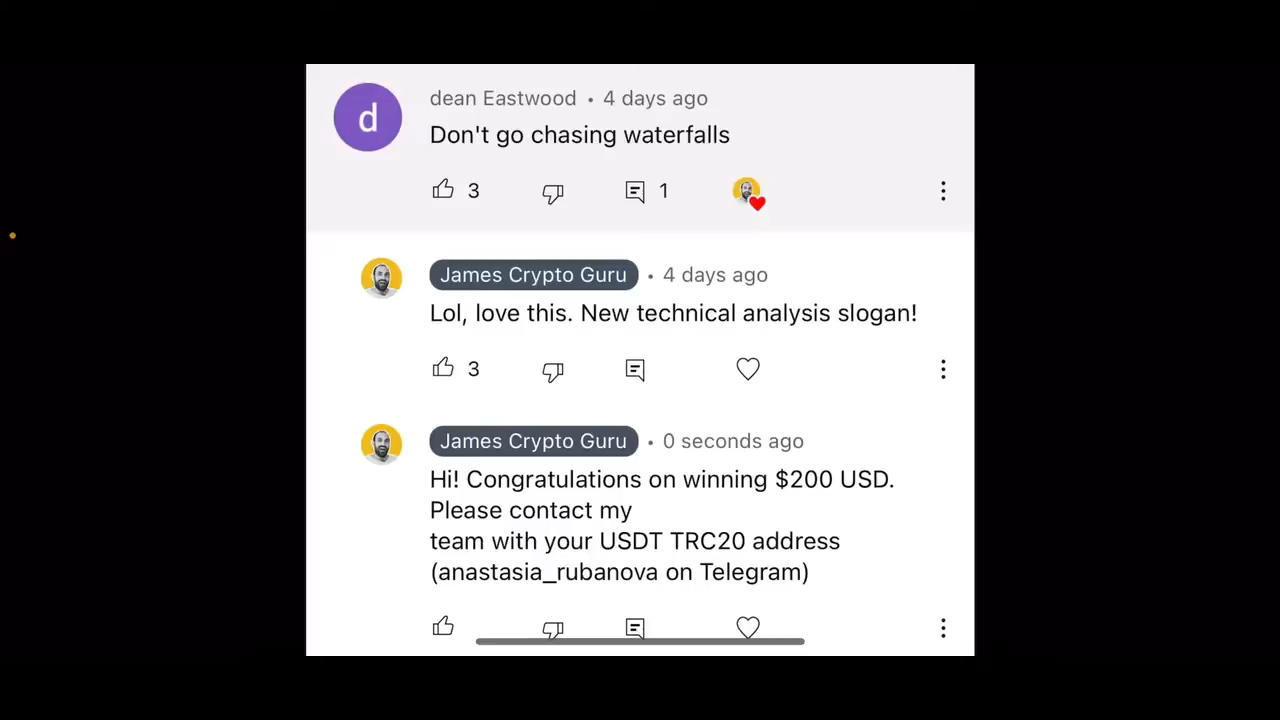 d
dean Eastwood • 4 days ago
Don't go chasing waterfalls
3
1
James Crypto Guru • 4 days ago
Lol, love this. New technical analysis slogan!
3
James Crypto Guru • 0 seconds ago
Hi! Congratulations on winning $200 USD.
Please contact my
team with your USDT TRC20 address
(anastasia_rubanova on Telegram)